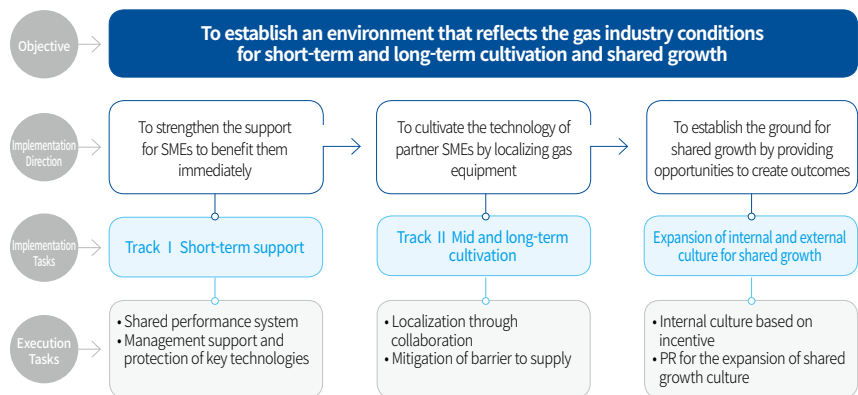 Objective
To establish an environment that reflects the gas industry conditions
for short-term and long-term cultivation and shared growth
Implementation
Direction
To strengthen the support
for SMEs to benefit them
immediately
To cultivate the technology of
partner SMEs by localizing gas
equipment
To establish the ground for
shared growth by providing
opportunities to create outcomes
Implementation
Tasks
Track Ⅰ Short-term support
Track Ⅱ Mid and long-term
cultivation
Expansion of internal and external
culture for shared growth
Execution
Tasks
• Shared performance system
• Management support and
protection of key technologies
• Localization through
collaboration
• Mitigation of barrier to supply
• Internal culture based on
incentive
• PR for the expansion of shared
growth culture